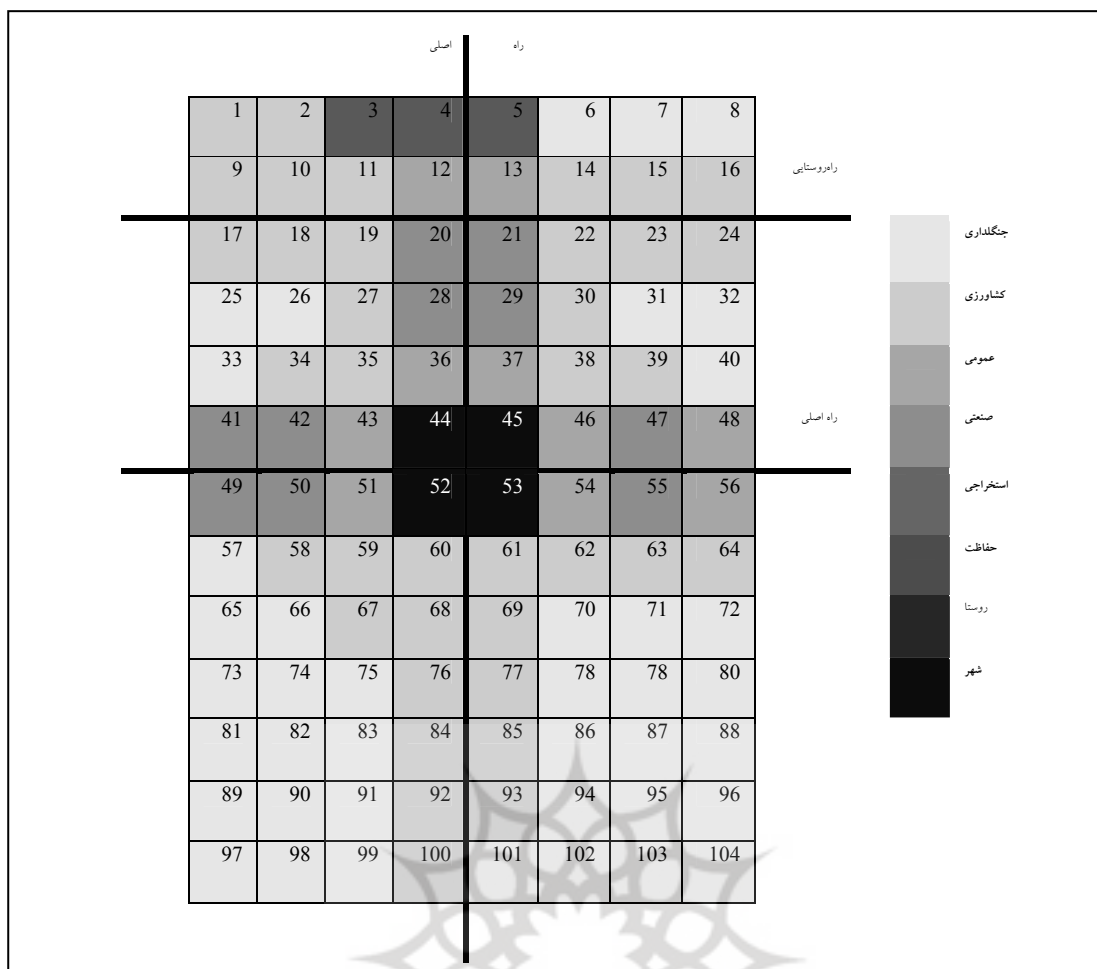 اصلی راه
1 2 3 4 5 6 7 8
9 10 11 12 13 14 15 16
راه‌روستایی
17 18 19 20 21 22 23 24
جنگلداری
25 26 27 28 29 30 31 32
کشاورزی
33 34 35 36 37 38 39 40
عمومی
41 42 43 44 45 46 47 48
راه اصلی
صنعتی
49 50 51 52 53 54 55 56
استخراجی
57 58 59 60 61 62 63 64
حفاظت
65 66 67 68 69 70 71 72
روستا
73 74 75 76 77 78 78 80
شهر
81 82 83 84 85 86 87 88
89 90 91 92 93 94 95 96
97 98 99 100 101 102 103 104